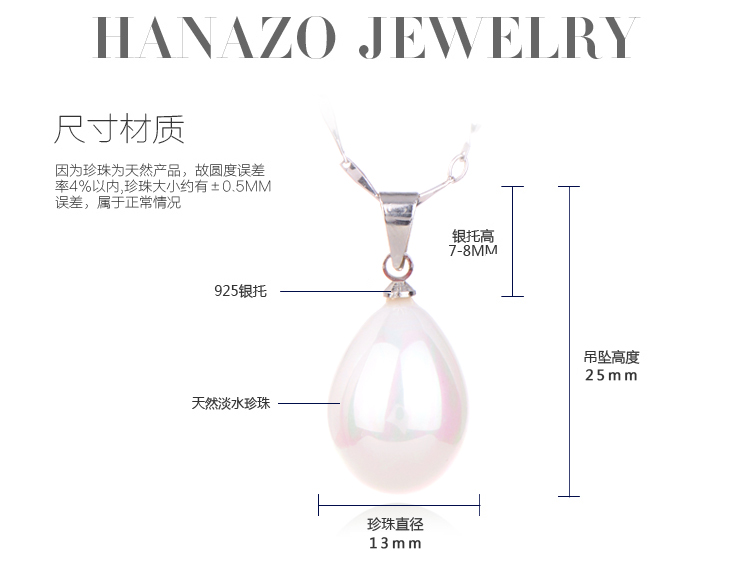 HANAZO JEWELRY
尺寸材质
因为珍珠为天然产品，故圆度误差
率4%以内,珍珠大小约有±0.5MM
误差，属于正常情况
银托高
7-8MM
925银托
吊坠高度
25mm
天然淡水珍珠
珍珠直径
13mm